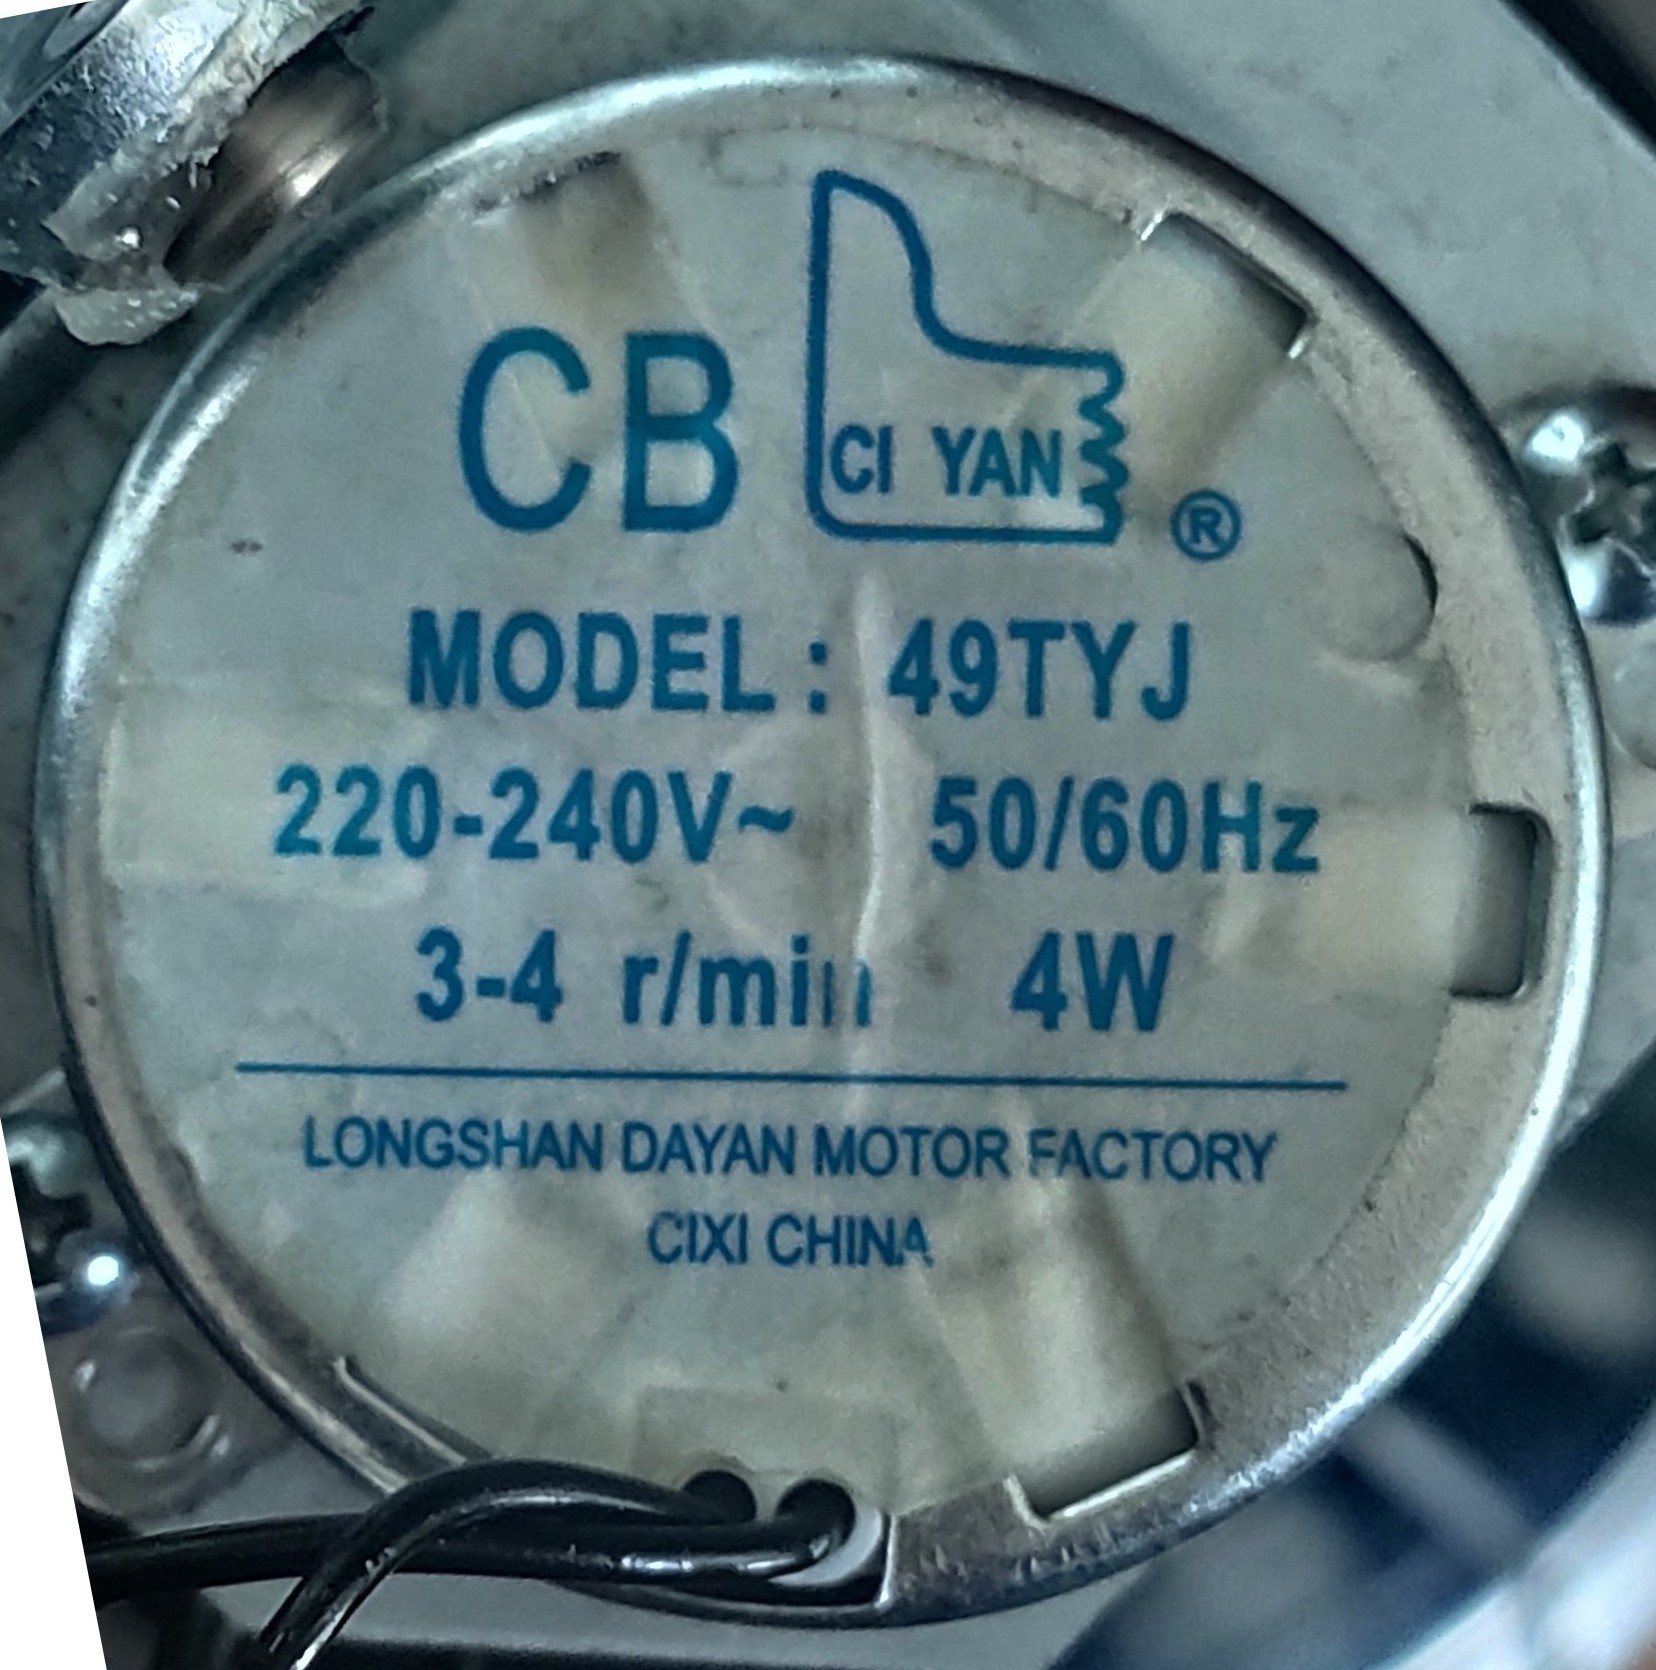 CB CI YAN ®
MODEL : 49TYJ
220-240V~ 50/60Hz
3-4 r/min 4W
LONGSHAN DAYAN MOTOR FACTORY
CIXI CHINA